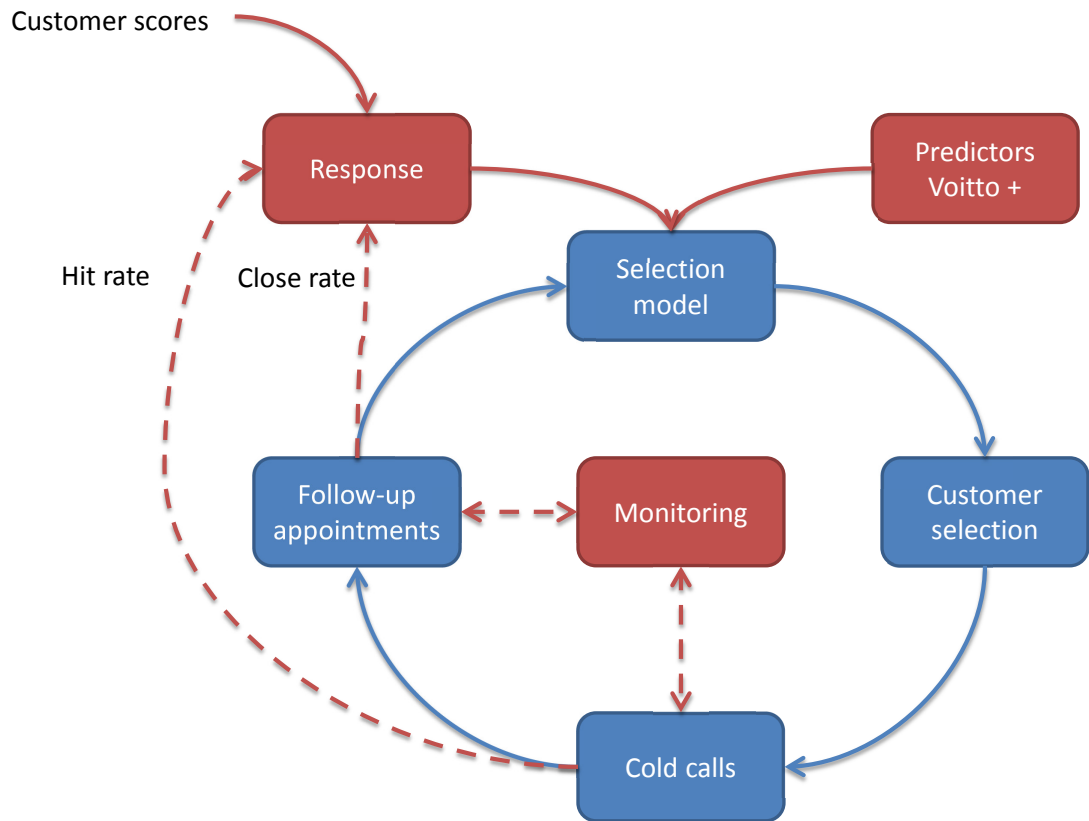 Customer scores
Response
Predictors
Voitto +
Hit rate
Close rate
Selection
model
Follow-up
appointments
Monitoring
Customer
selection
Cold calls